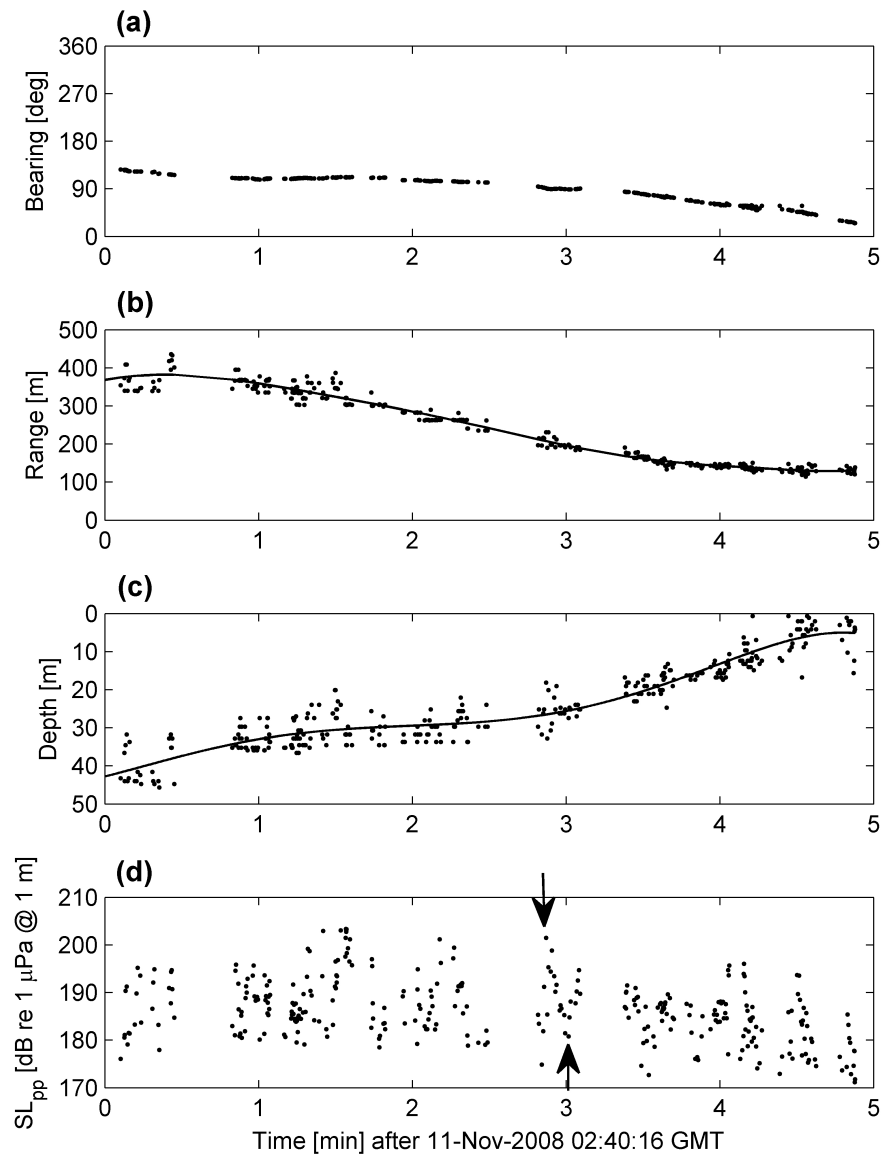 (a)
360
270
180
90
0
Bearing [deg]
0 1 2 3 4 5
(b)
500
400
300
200
100
0
Range [m]
0 1 2 3 4 5
(c)
0
10
20
30
40
50
Depth [m]
0 1 2 3 4 5
(d)
210
200
190
180
170
SLpp [dB re 1 μPa @ 1 m]
0 1 2 3 4 5
Time [min] after 11-Nov-2008 02:40:16 GMT